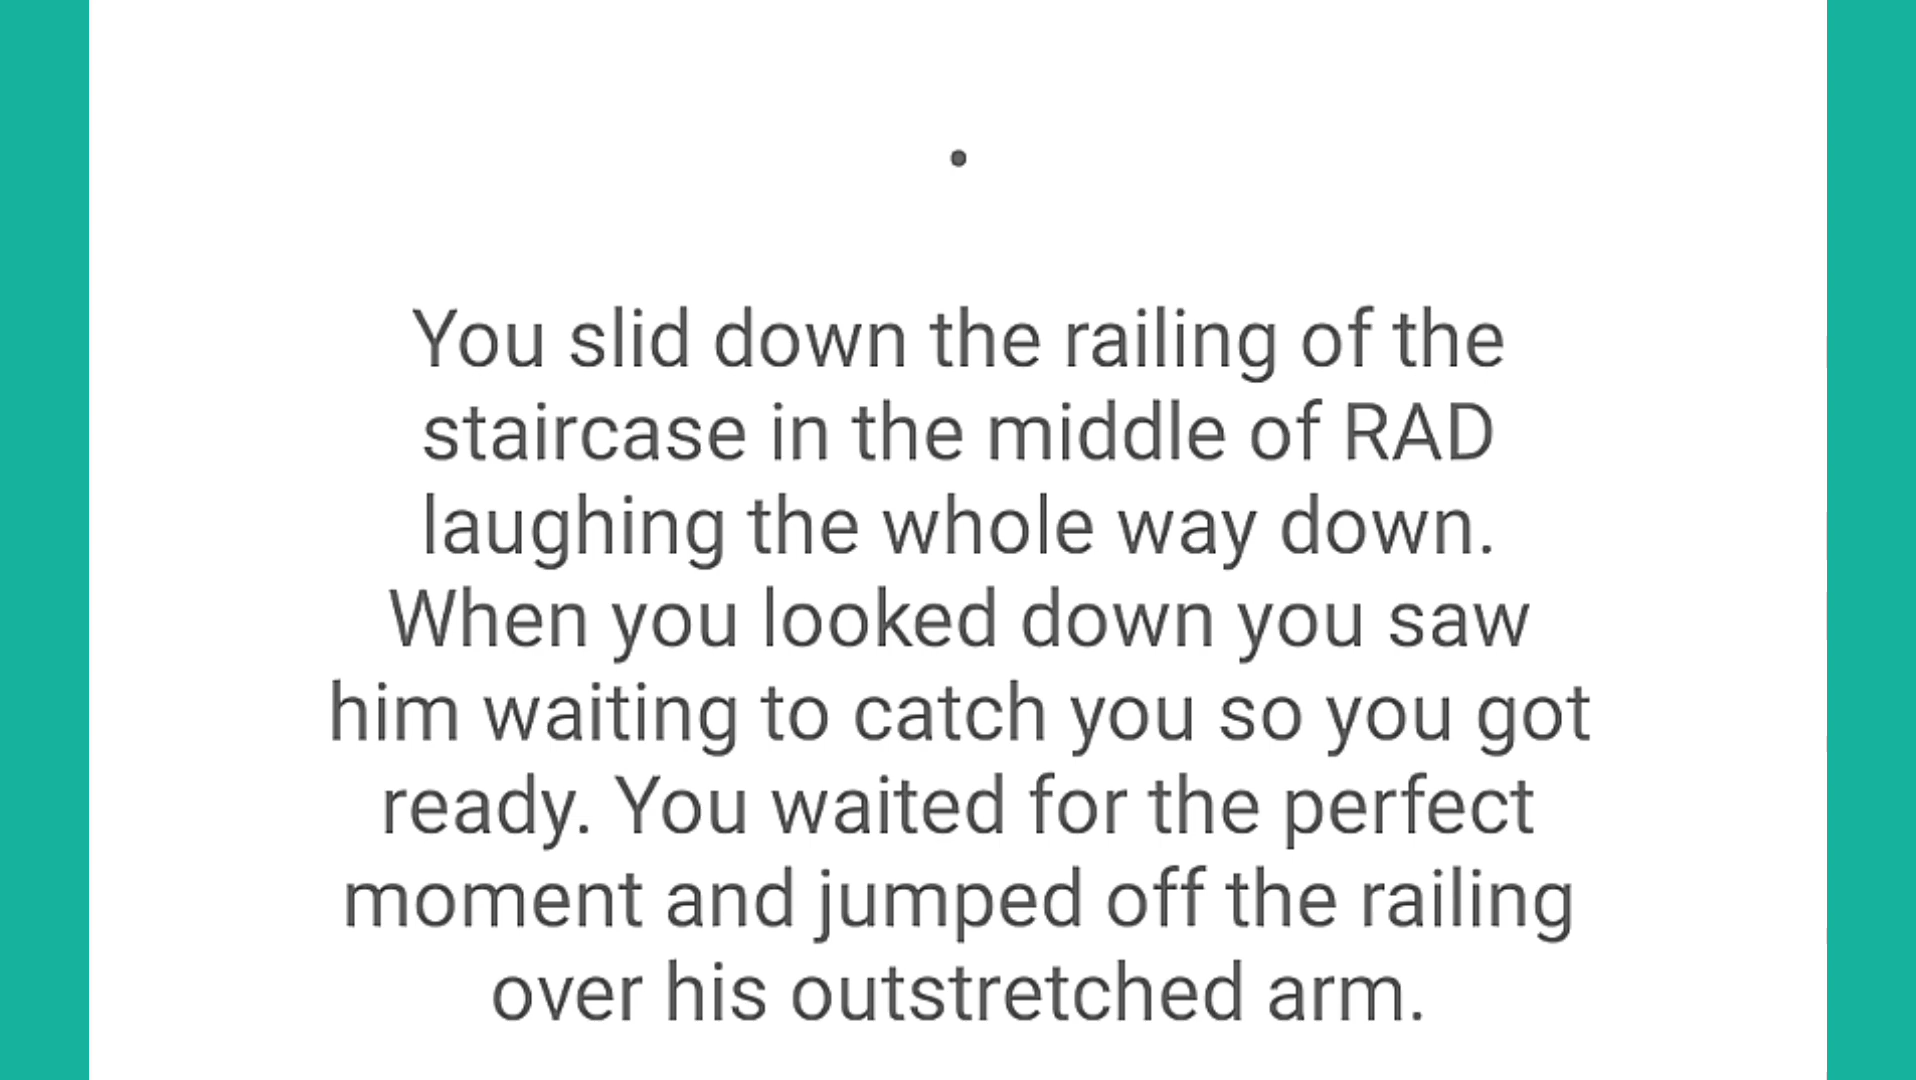 You slid down the railing of the
staircase in the middle of RAD
laughing the whole way down.
When you looked down you saw
him waiting to catch you so you got
ready. You waited for the perfect
moment and jumped off the railing
over his outstretched arm.